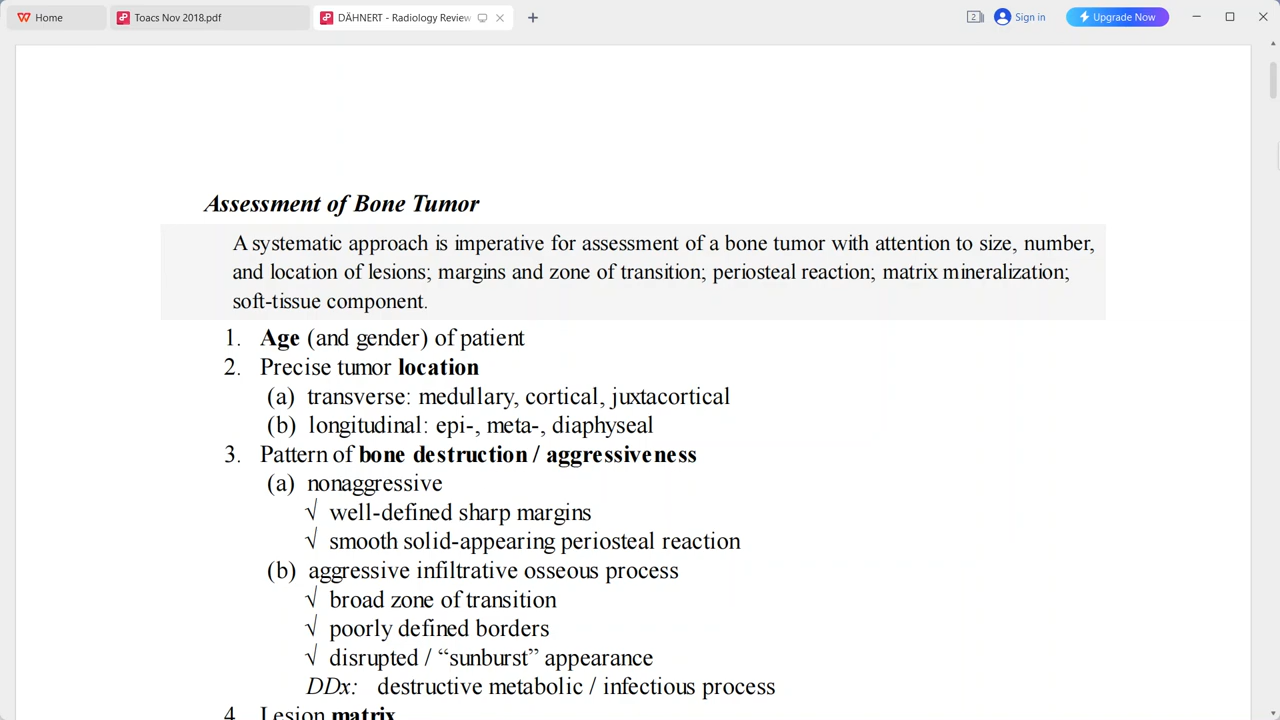 Home
Toacs Nov 2018.pdf
DÄHNERT - Radiology Review
2
Sign in
Upgrade Now
Assessment of Bone Tumor
A systematic approach is imperative for assessment of a bone tumor with attention to size, number,
and location of lesions; margins and zone of transition; periosteal reaction; matrix mineralization;
soft-tissue component.
1. Age (and gender) of patient
2. Precise tumor location
(a) transverse: medullary, cortical, juxtacortical
(b) longitudinal: epi-, meta-, diaphyseal
3. Pattern of bone destruction / aggressiveness
(a) nonaggressive
√ well-defined sharp margins
√ smooth solid-appearing periosteal reaction
(b) aggressive infiltrative osseous process
√ broad zone of transition
√ poorly defined borders
√ disrupted / “sunburst” appearance
DDx: destructive metabolic / infectious process
4. Lesion matrix